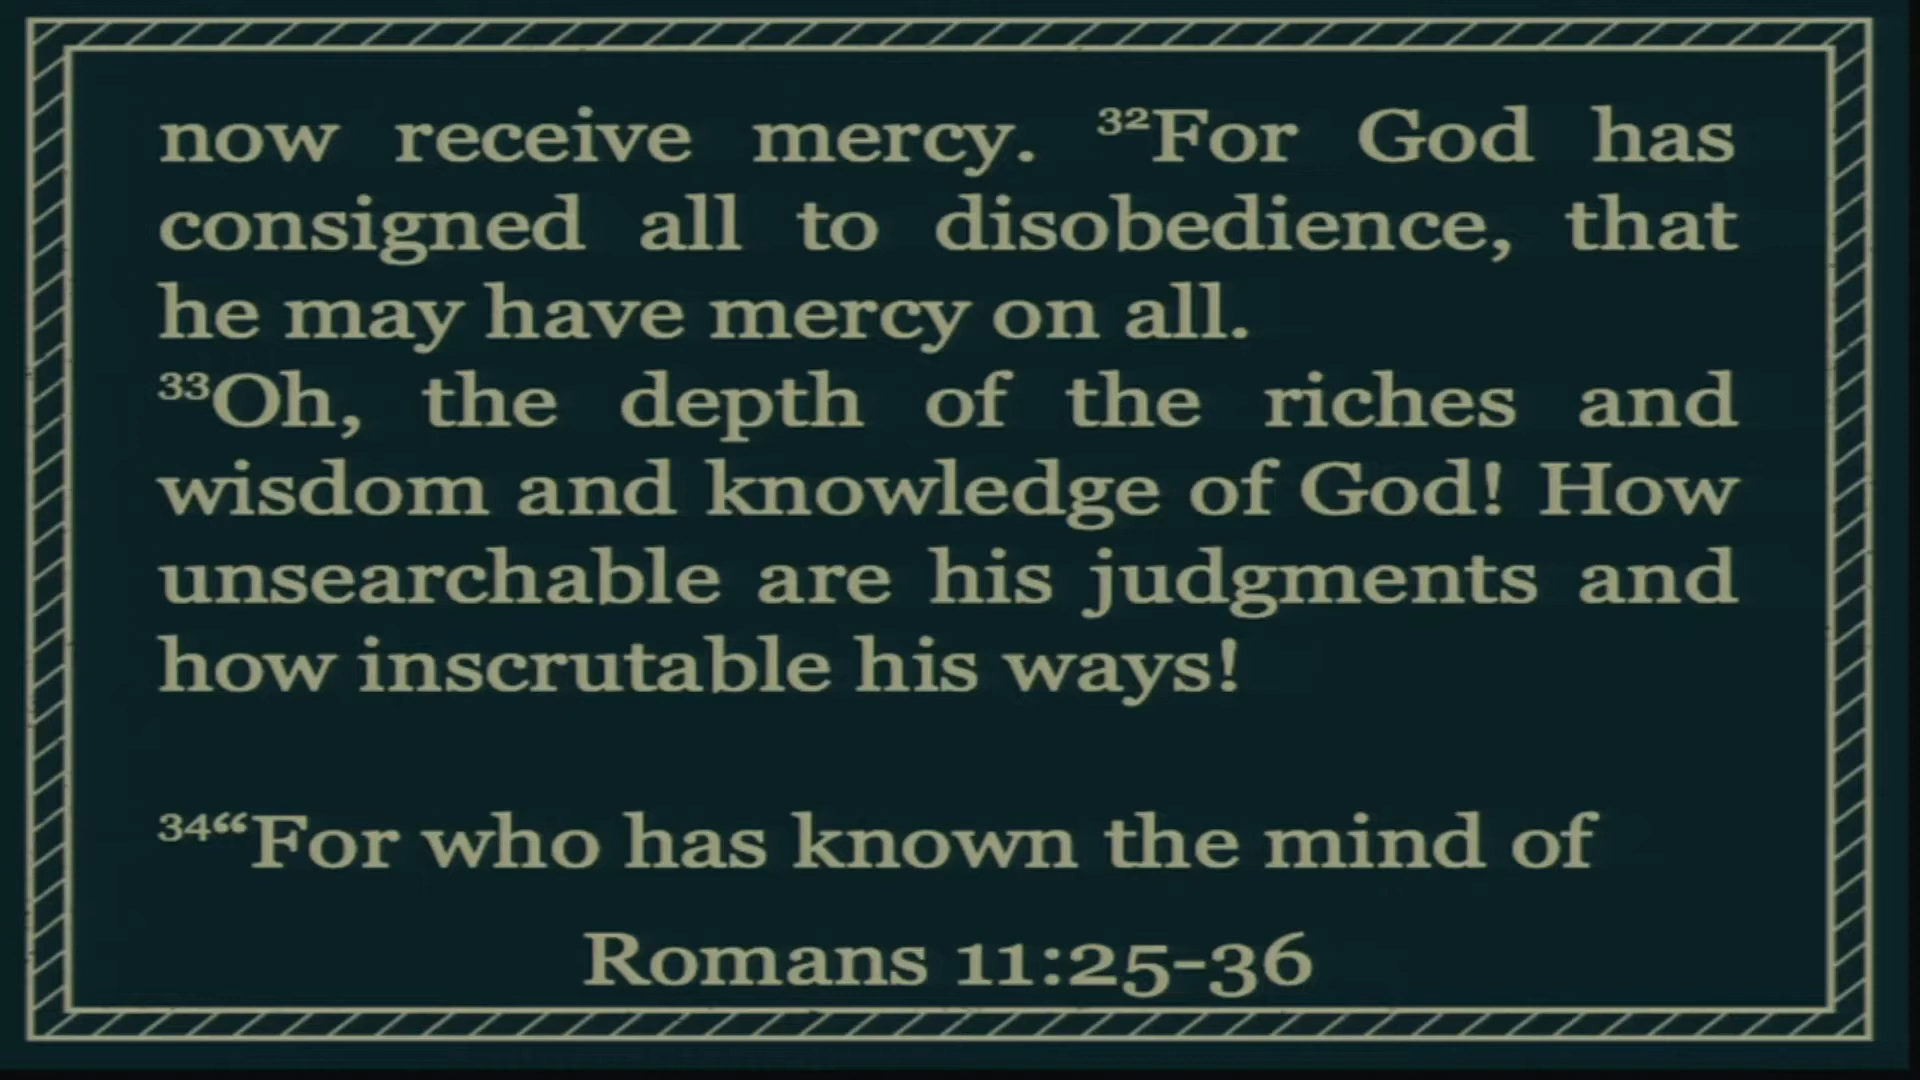 now receive mercy. ³²For God has
consigned all to disobedience, that
he may have mercy on all.
³³Oh, the depth of the riches and
wisdom and knowledge of God! How
unsearchable are his judgments and
how inscrutable his ways!
³⁴“For who has known the mind of
Romans 11:25-36